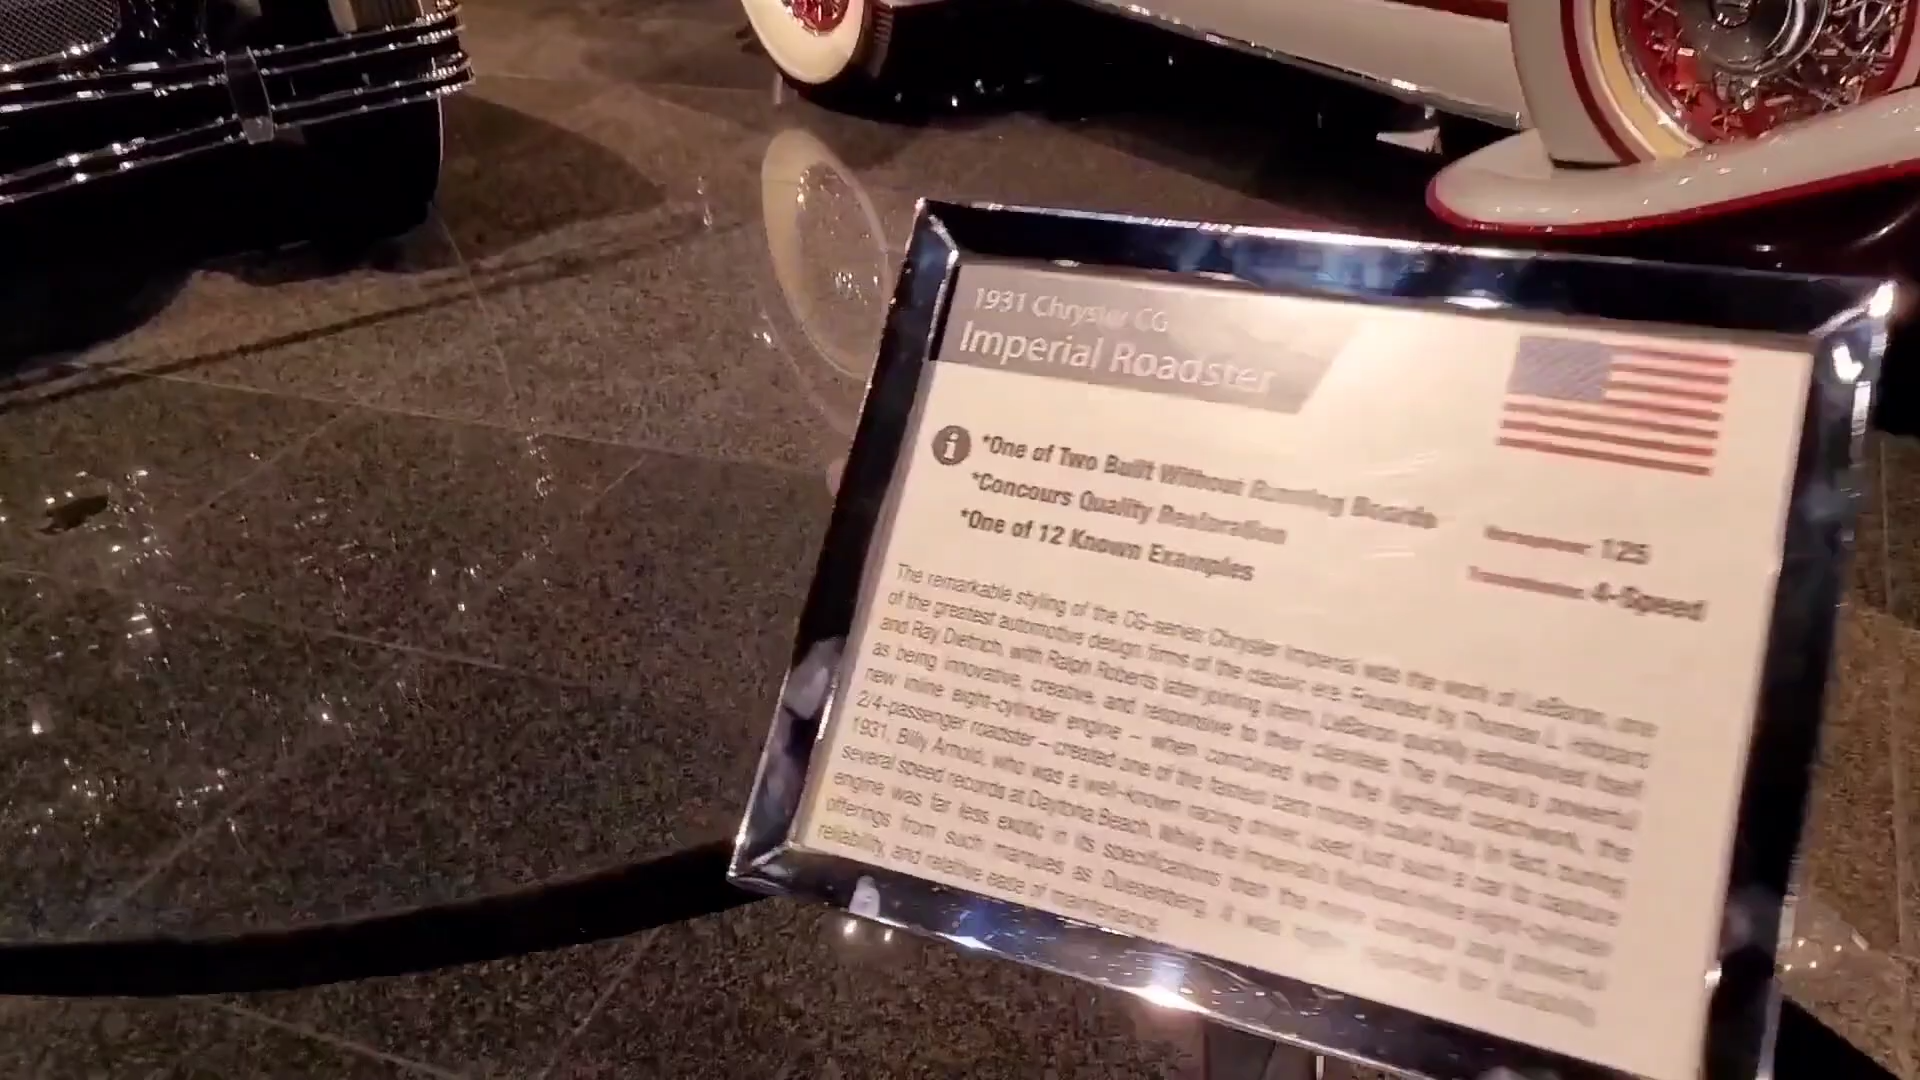 1931 Chrysler CG
Imperial Roadster
i
*One of Two Built Without Running Boards
*Concours Quality Restoration
*One of 12 Known Examples
Horsepower: 125
Transmission: 4-Speed
The remarkable styling of the CG-series Chrysler Imperial was the work of LeBaron, one
of the greatest automotive design firms of the classic era. Founded by Thomas L. Hibbard
and Ray Dietrich, with Ralph Roberts later joining them, LeBaron quickly established itself
as being innovative, creative, and responsive to their clientele. The Imperial's powerful
new inline eight-cylinder engine – when combined with the lightest coachwork, the
2/4-passenger roadster – created one of the fastest cars money could buy. In fact, during
1931, Billy Arnold, who was a well-known racing driver, used just such a car to capture
several speed records at Daytona Beach. While the Imperial's eight-cylinder
engine was far less exotic in its specifications than the more complex and powerful
offerings from such marques as Duesenberg, it was regarded for durability,
reliability, and relative ease of maintenance.